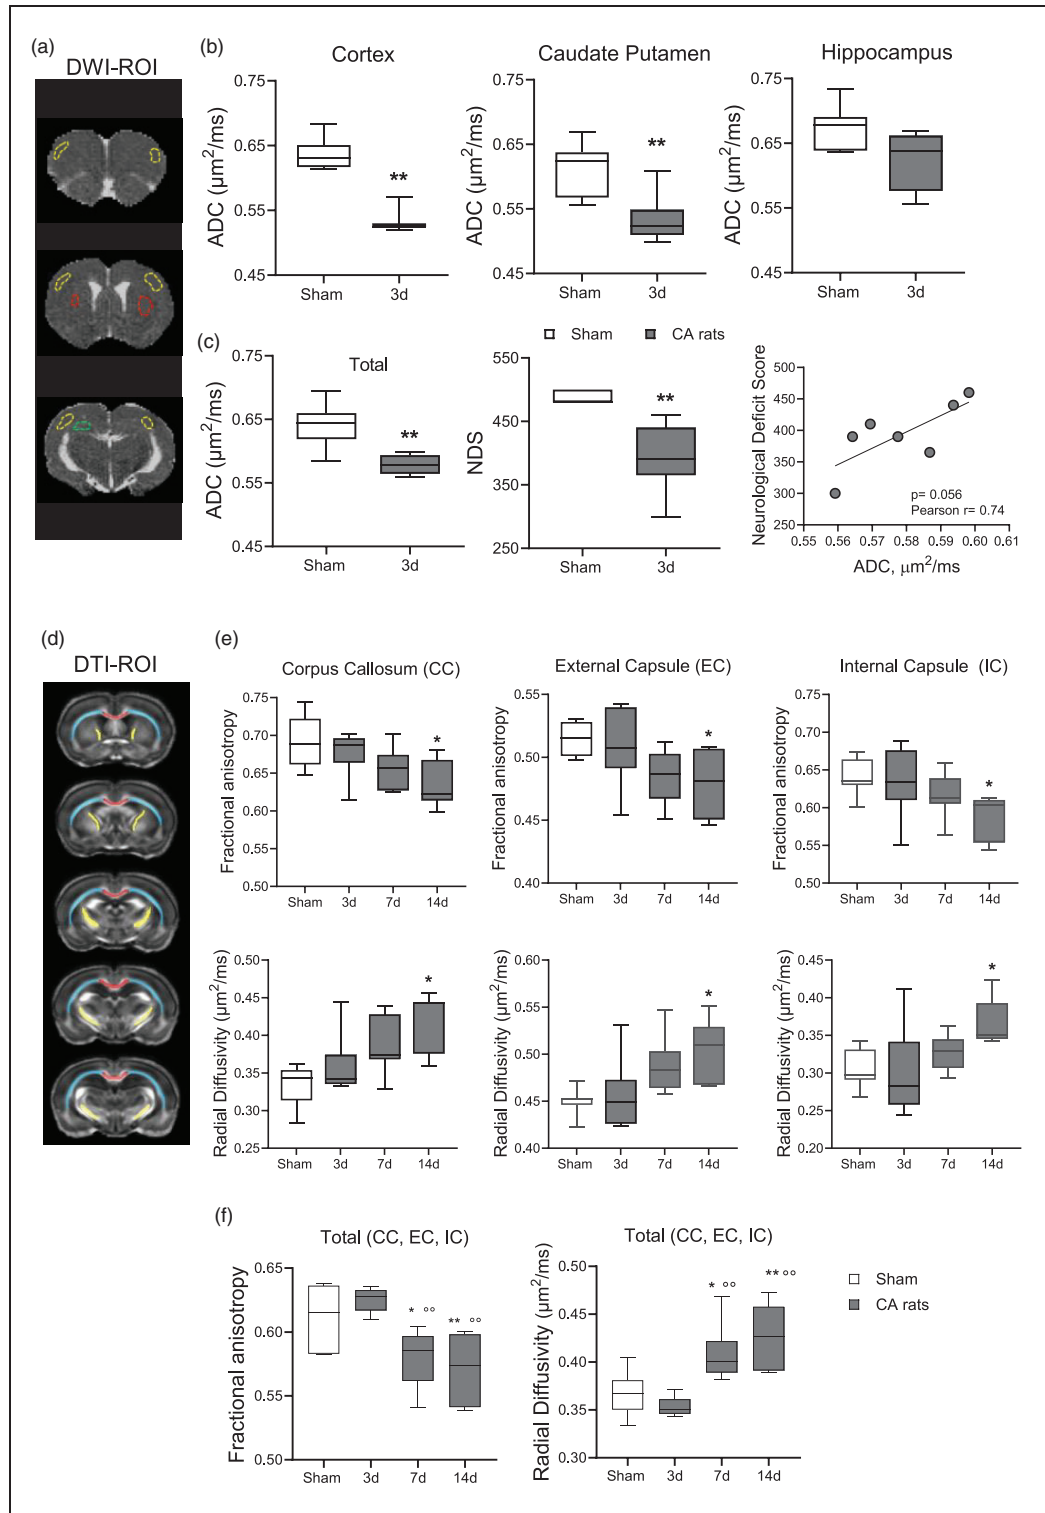 (a)
DWI-ROI
(b)
Cortex
ADC (µm²/ms)
0.75
0.65
0.55
0.45
**
Sham
3d
Caudate Putamen
ADC (µm²/ms)
0.75
0.65
0.55
0.45
**
Sham
3d
Hippocampus
ADC (µm²/ms)
0.75
0.65
0.55
0.45
Sham
3d
(c)
Total
ADC (µm²/ms)
0.75
0.65
0.55
0.45
**
Sham
3d
Sham
CA rats
NDS
500
450
350
250
**
Sham
3d
Neurological Deficit Score
500
450
400
350
300
250
p= 0.056
Pearson r= 0.74
0.55 0.56 0.57 0.58 0.59 0.60 0.61
ADC, µm²/ms
(d)
DTI-ROI
(e)
Corpus Callosum (CC)
Fractional anisotropy
0.75
0.70
0.65
0.60
0.55
0.50
*
Sham 3d 7d 14d
External Capsule (EC)
Fractional anisotropy
0.55
0.50
0.45
0.40
*
Sham 3d 7d 14d
Internal Capsule (IC)
Fractional anisotropy
0.75
0.70
0.65
0.60
0.55
0.50
*
Sham 3d 7d 14d
Radial Diffusivity (µm²/ms)
0.50
0.45
0.40
0.35
0.30
0.25
*
Sham 3d 7d 14d
Radial Diffusivity (µm²/ms)
0.60
0.55
0.50
0.45
0.40
*
Sham 3d 7d 14d
Radial Diffusivity (µm²/ms)
0.45
0.40
0.35
0.30
0.25
0.20
*
Sham 3d 7d 14d
(f)
Total (CC, EC, IC)
Fractional anisotropy
0.65
0.60
0.55
0.50
* °° ** °°
Sham 3d 7d 14d
Total (CC, EC, IC)
Radial Diffusivity (µm²/ms)
0.50
0.45
0.40
0.35
0.30
* °° ** °°
Sham 3d 7d 14d
Sham
CA rats